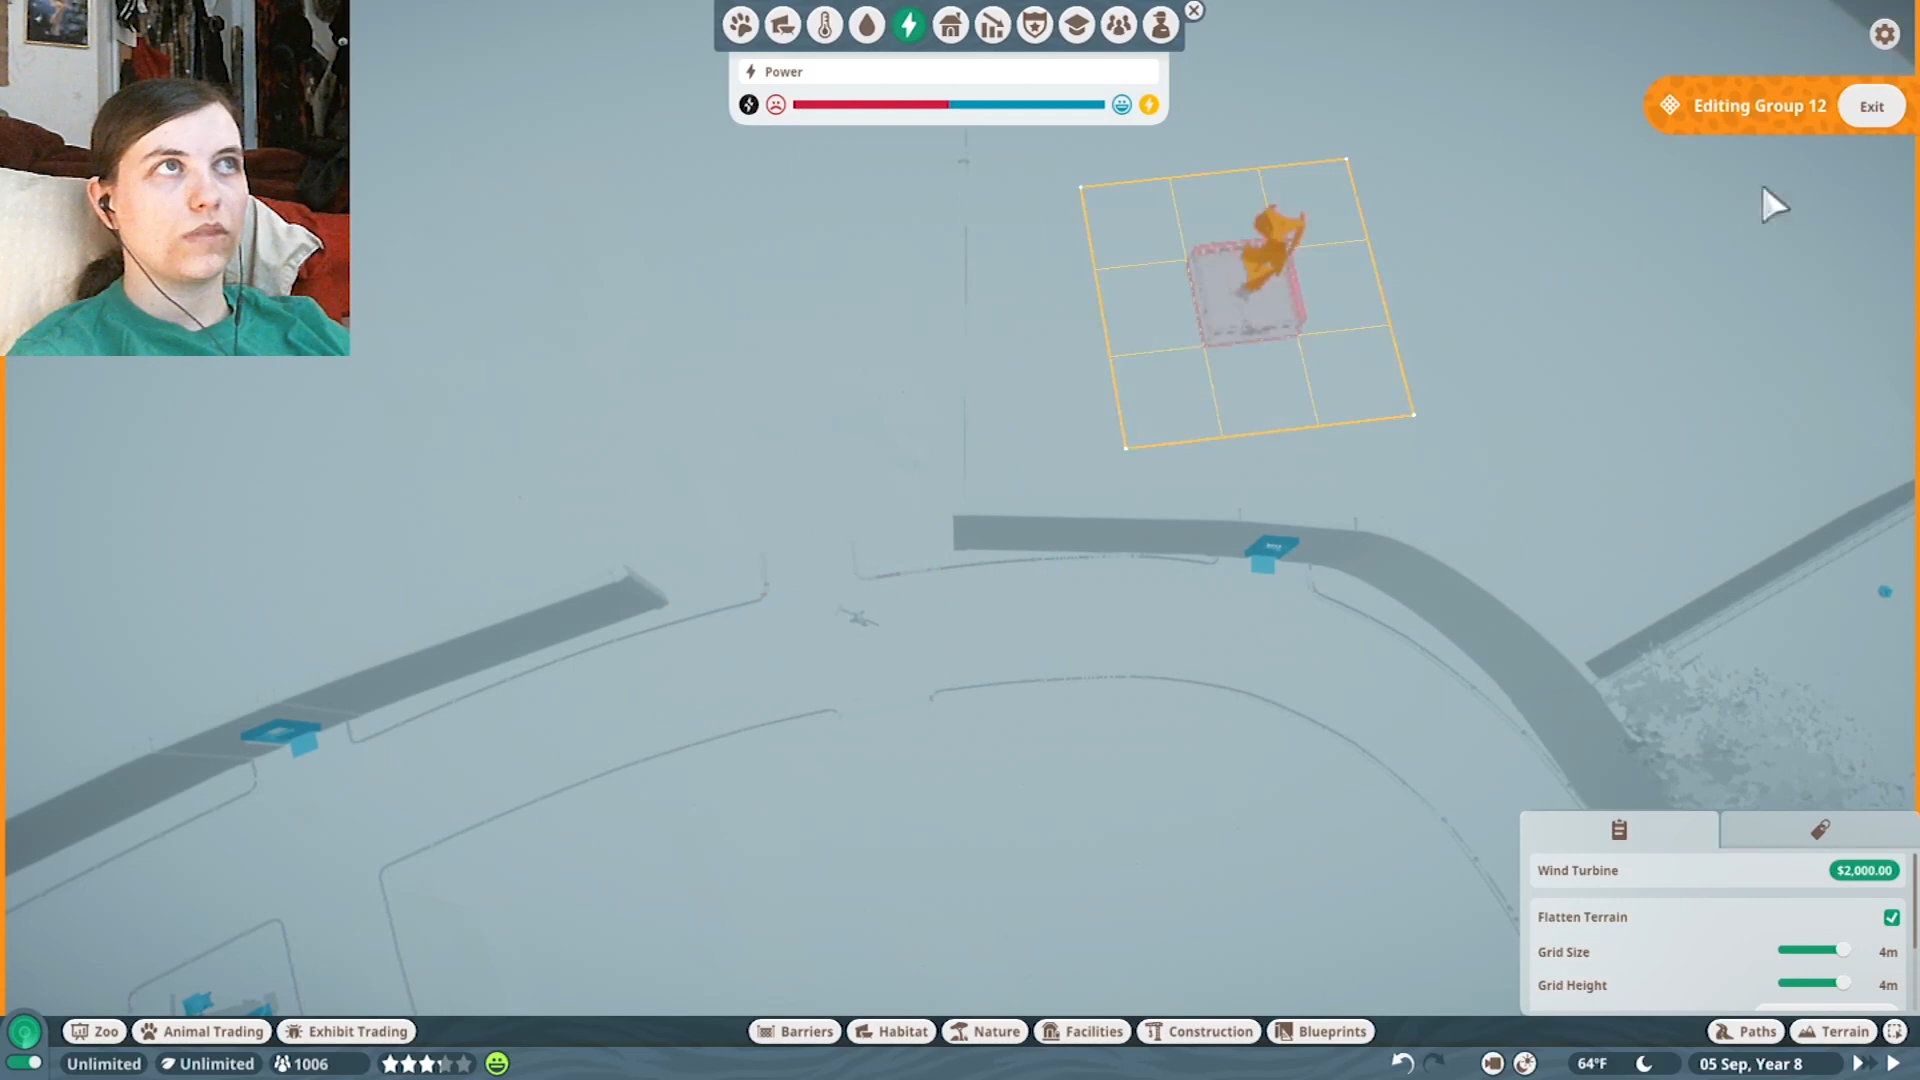 Power
Editing Group 12
Exit
Wind Turbine
$2,000.00
Flatten Terrain
Grid Size
4m
Grid Height
4m
Zoo
Animal Trading
Exhibit Trading
Barriers
Habitat
Nature
Facilities
Construction
Blueprints
Paths
Terrain
Unlimited
Unlimited
1006
64°F
05 Sep, Year 8